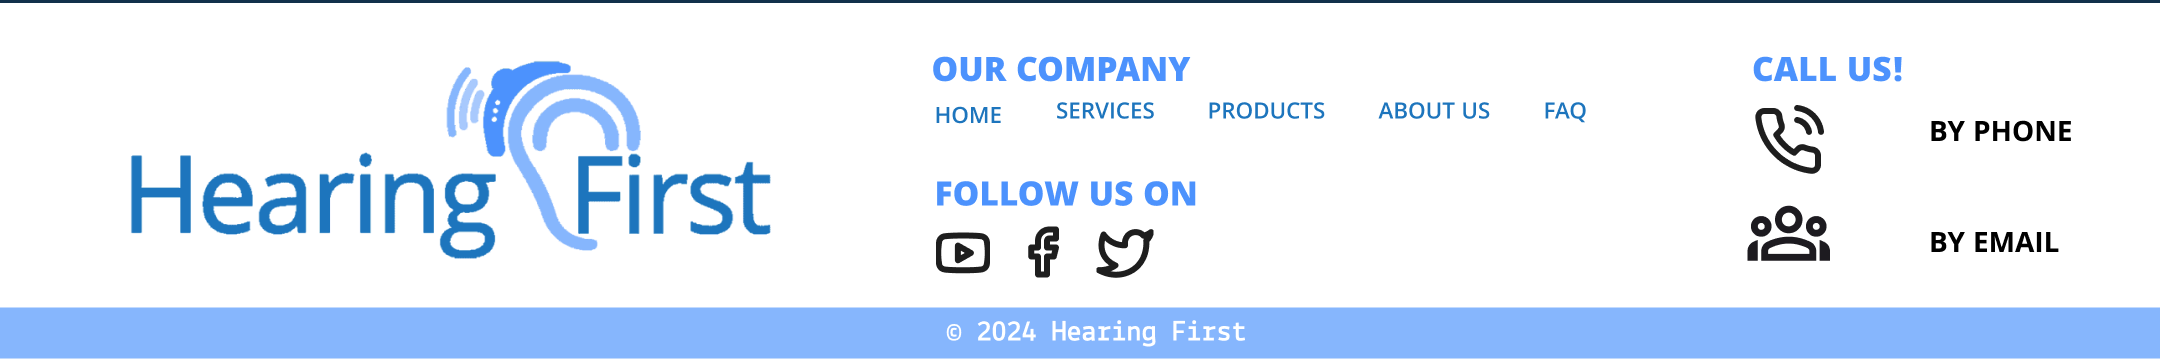 Hearing First
OUR COMPANY
HOME SERVICES PRODUCTS ABOUT US FAQ
FOLLOW US ON
CALL US!
BY PHONE
BY EMAIL
© 2024 Hearing First